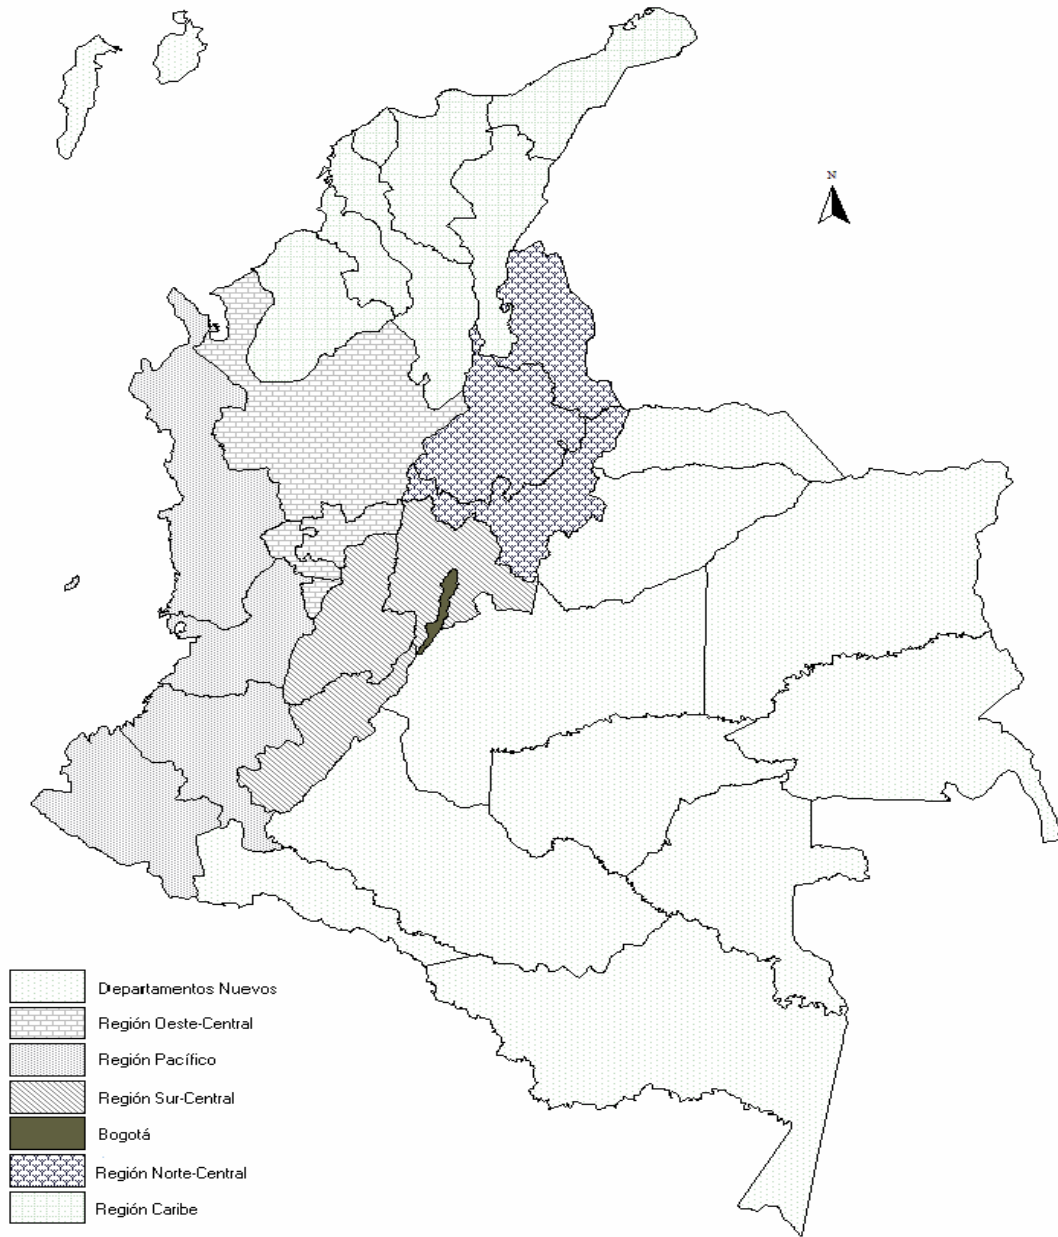 N
Departamentos Nuevos
Región Oeste-Central
Región Pacífico
Región Sur-Central
Bogotá
Región Norte-Central
Región Caribe